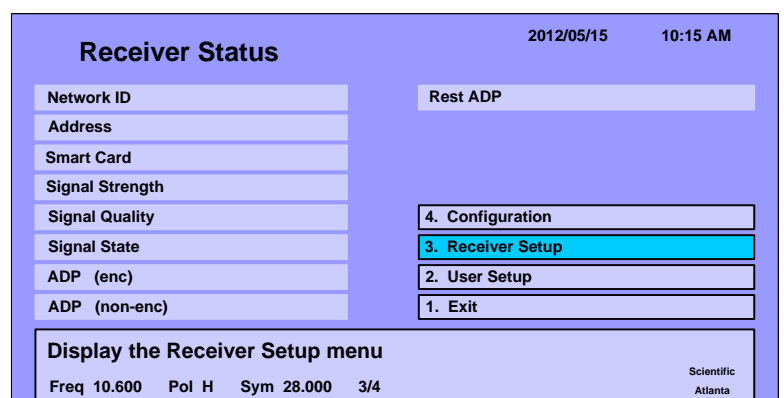 Receiver Status
2012/05/15 10:15 AM
Network ID
Address
Smart Card
Signal Strength
Signal Quality
Signal State
ADP (enc)
ADP (non-enc)
Rest ADP
4. Configuration
3. Receiver Setup
2. User Setup
1. Exit
Display the Receiver Setup menu
Freq 10.600 Pol H Sym 28.000 3/4
Scientific
Atlanta